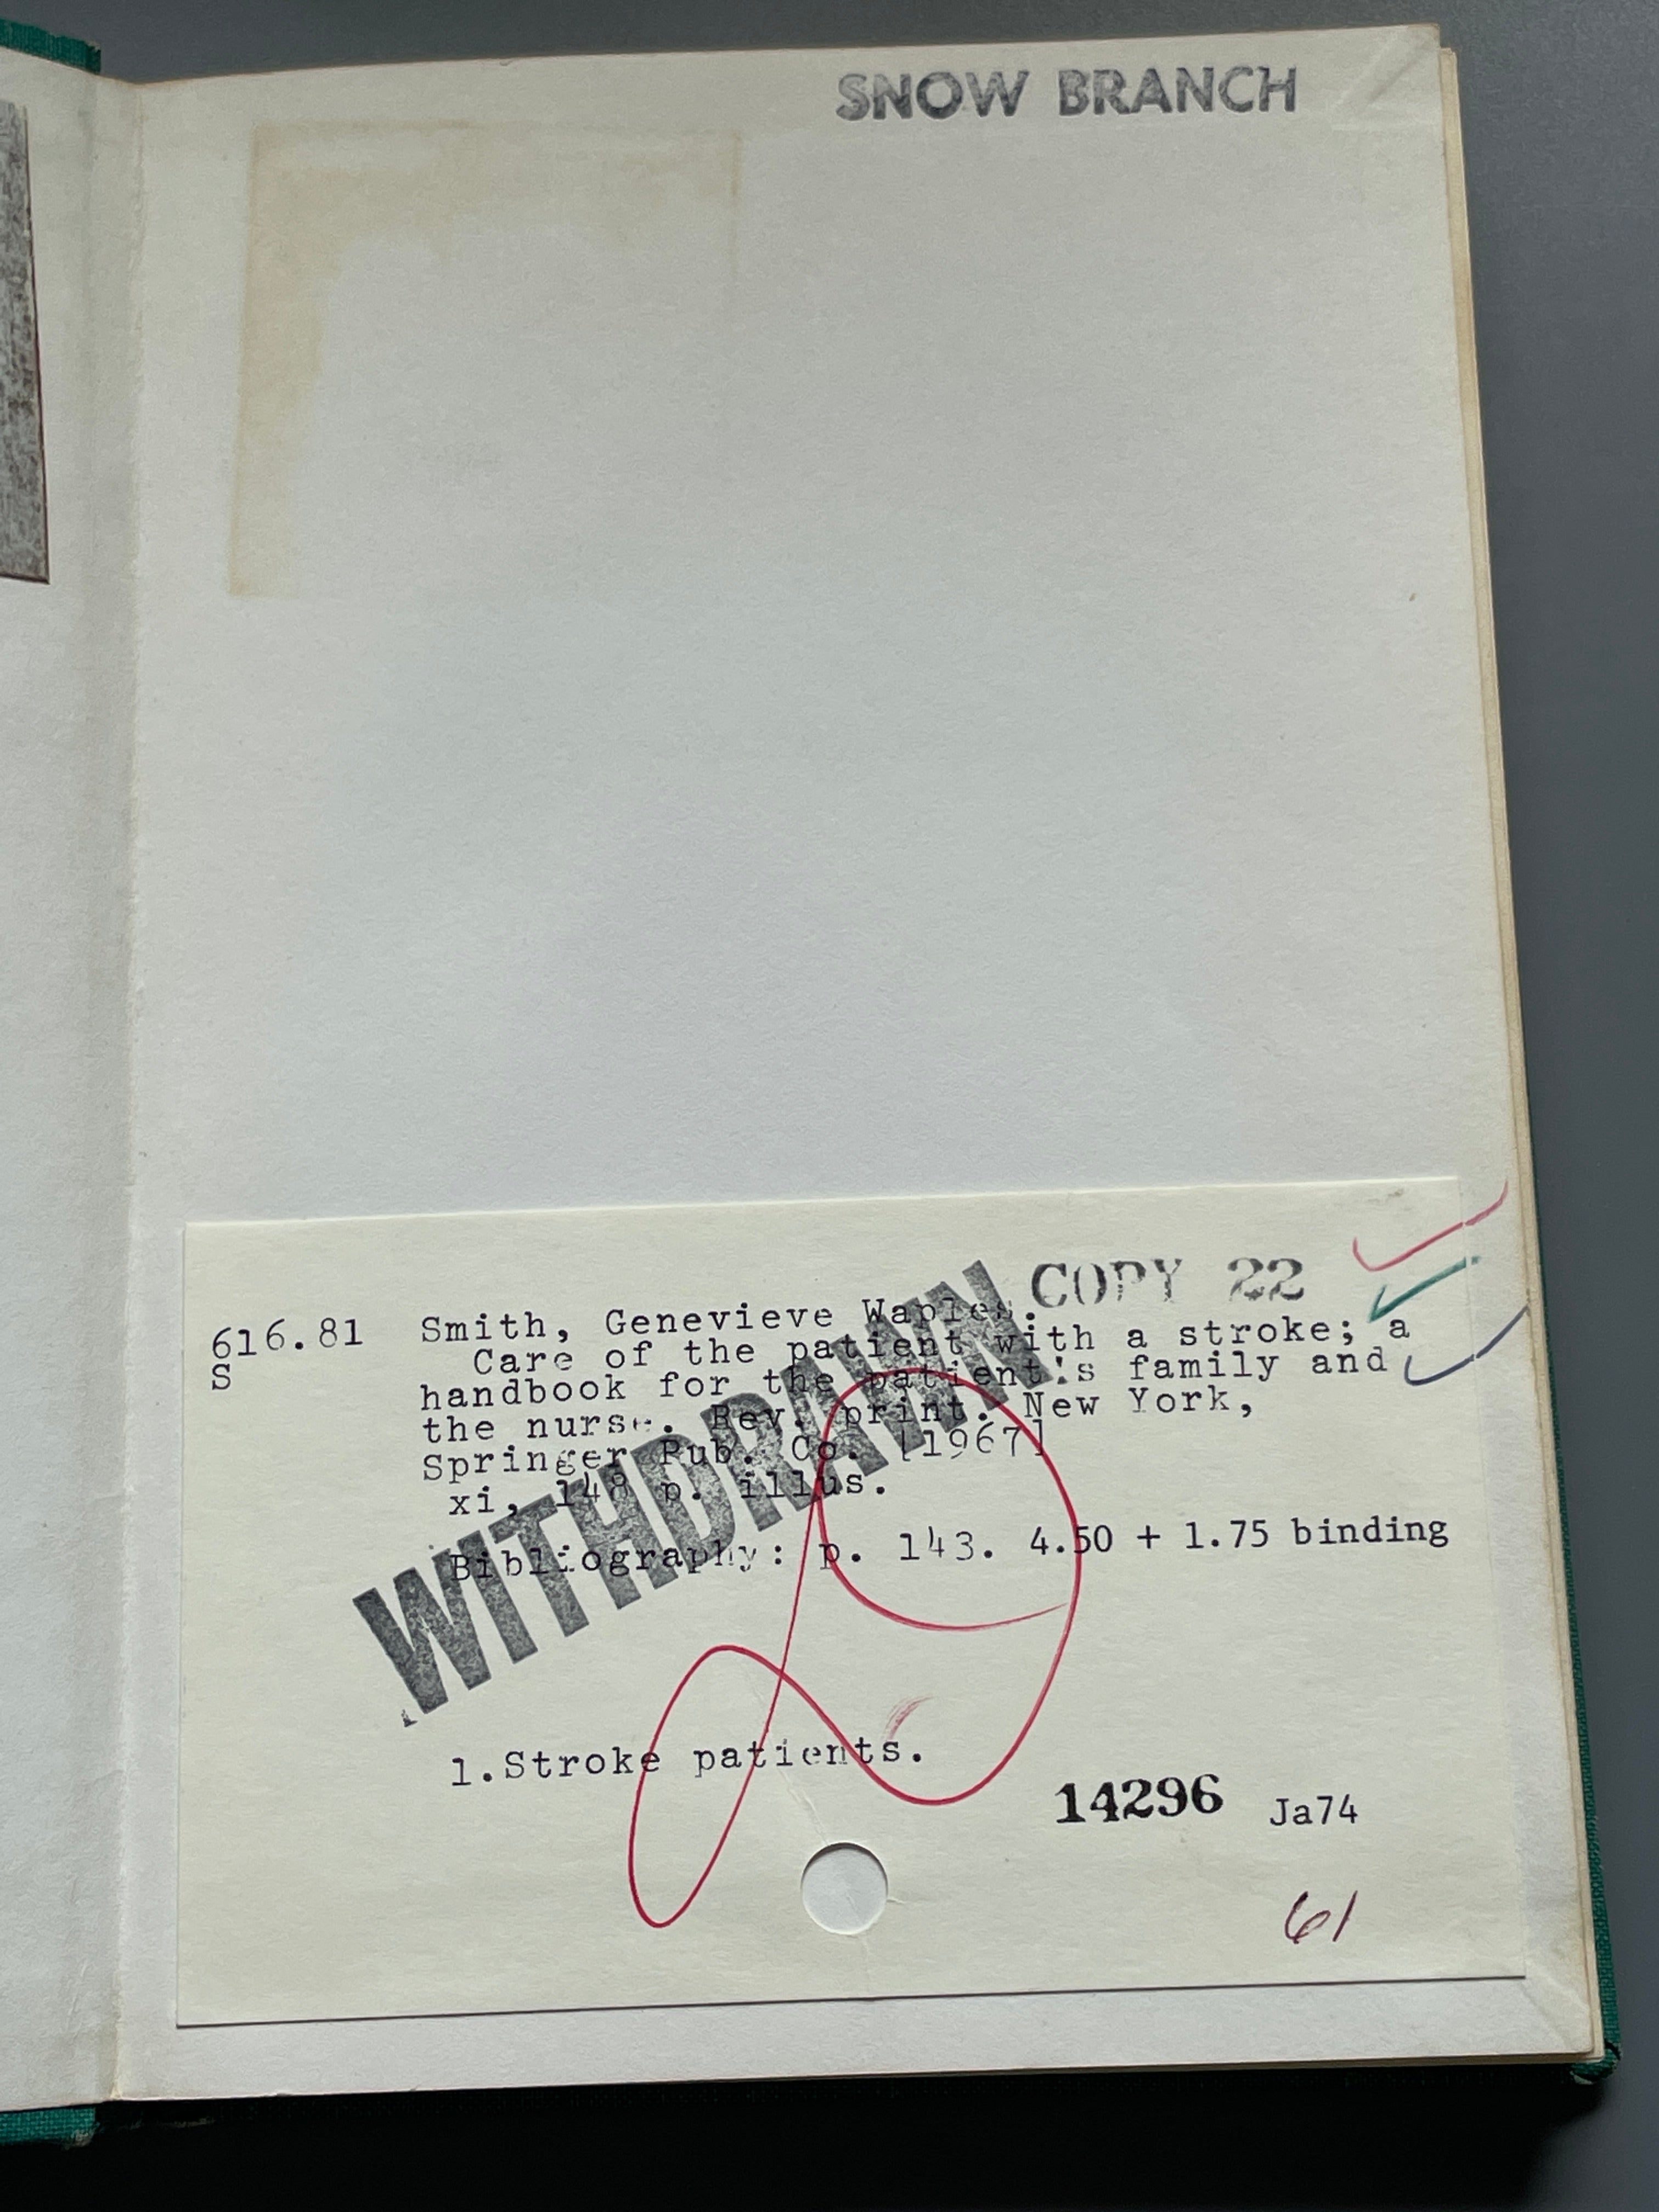 SNOW BRANCH
COPY 22
616.81 Smith, Genevieve Waples.
S Care of the patient with a stroke; a
handbook for the patient's family and
the nurse. Rev. print. New York,
Springer Pub. Co. [1967]
xi, 148 p. illus.
Bibliography: p. 143. 4.50 + 1.75 binding
WITHDRAWN
1.Stroke patients.
14296 Ja74
61